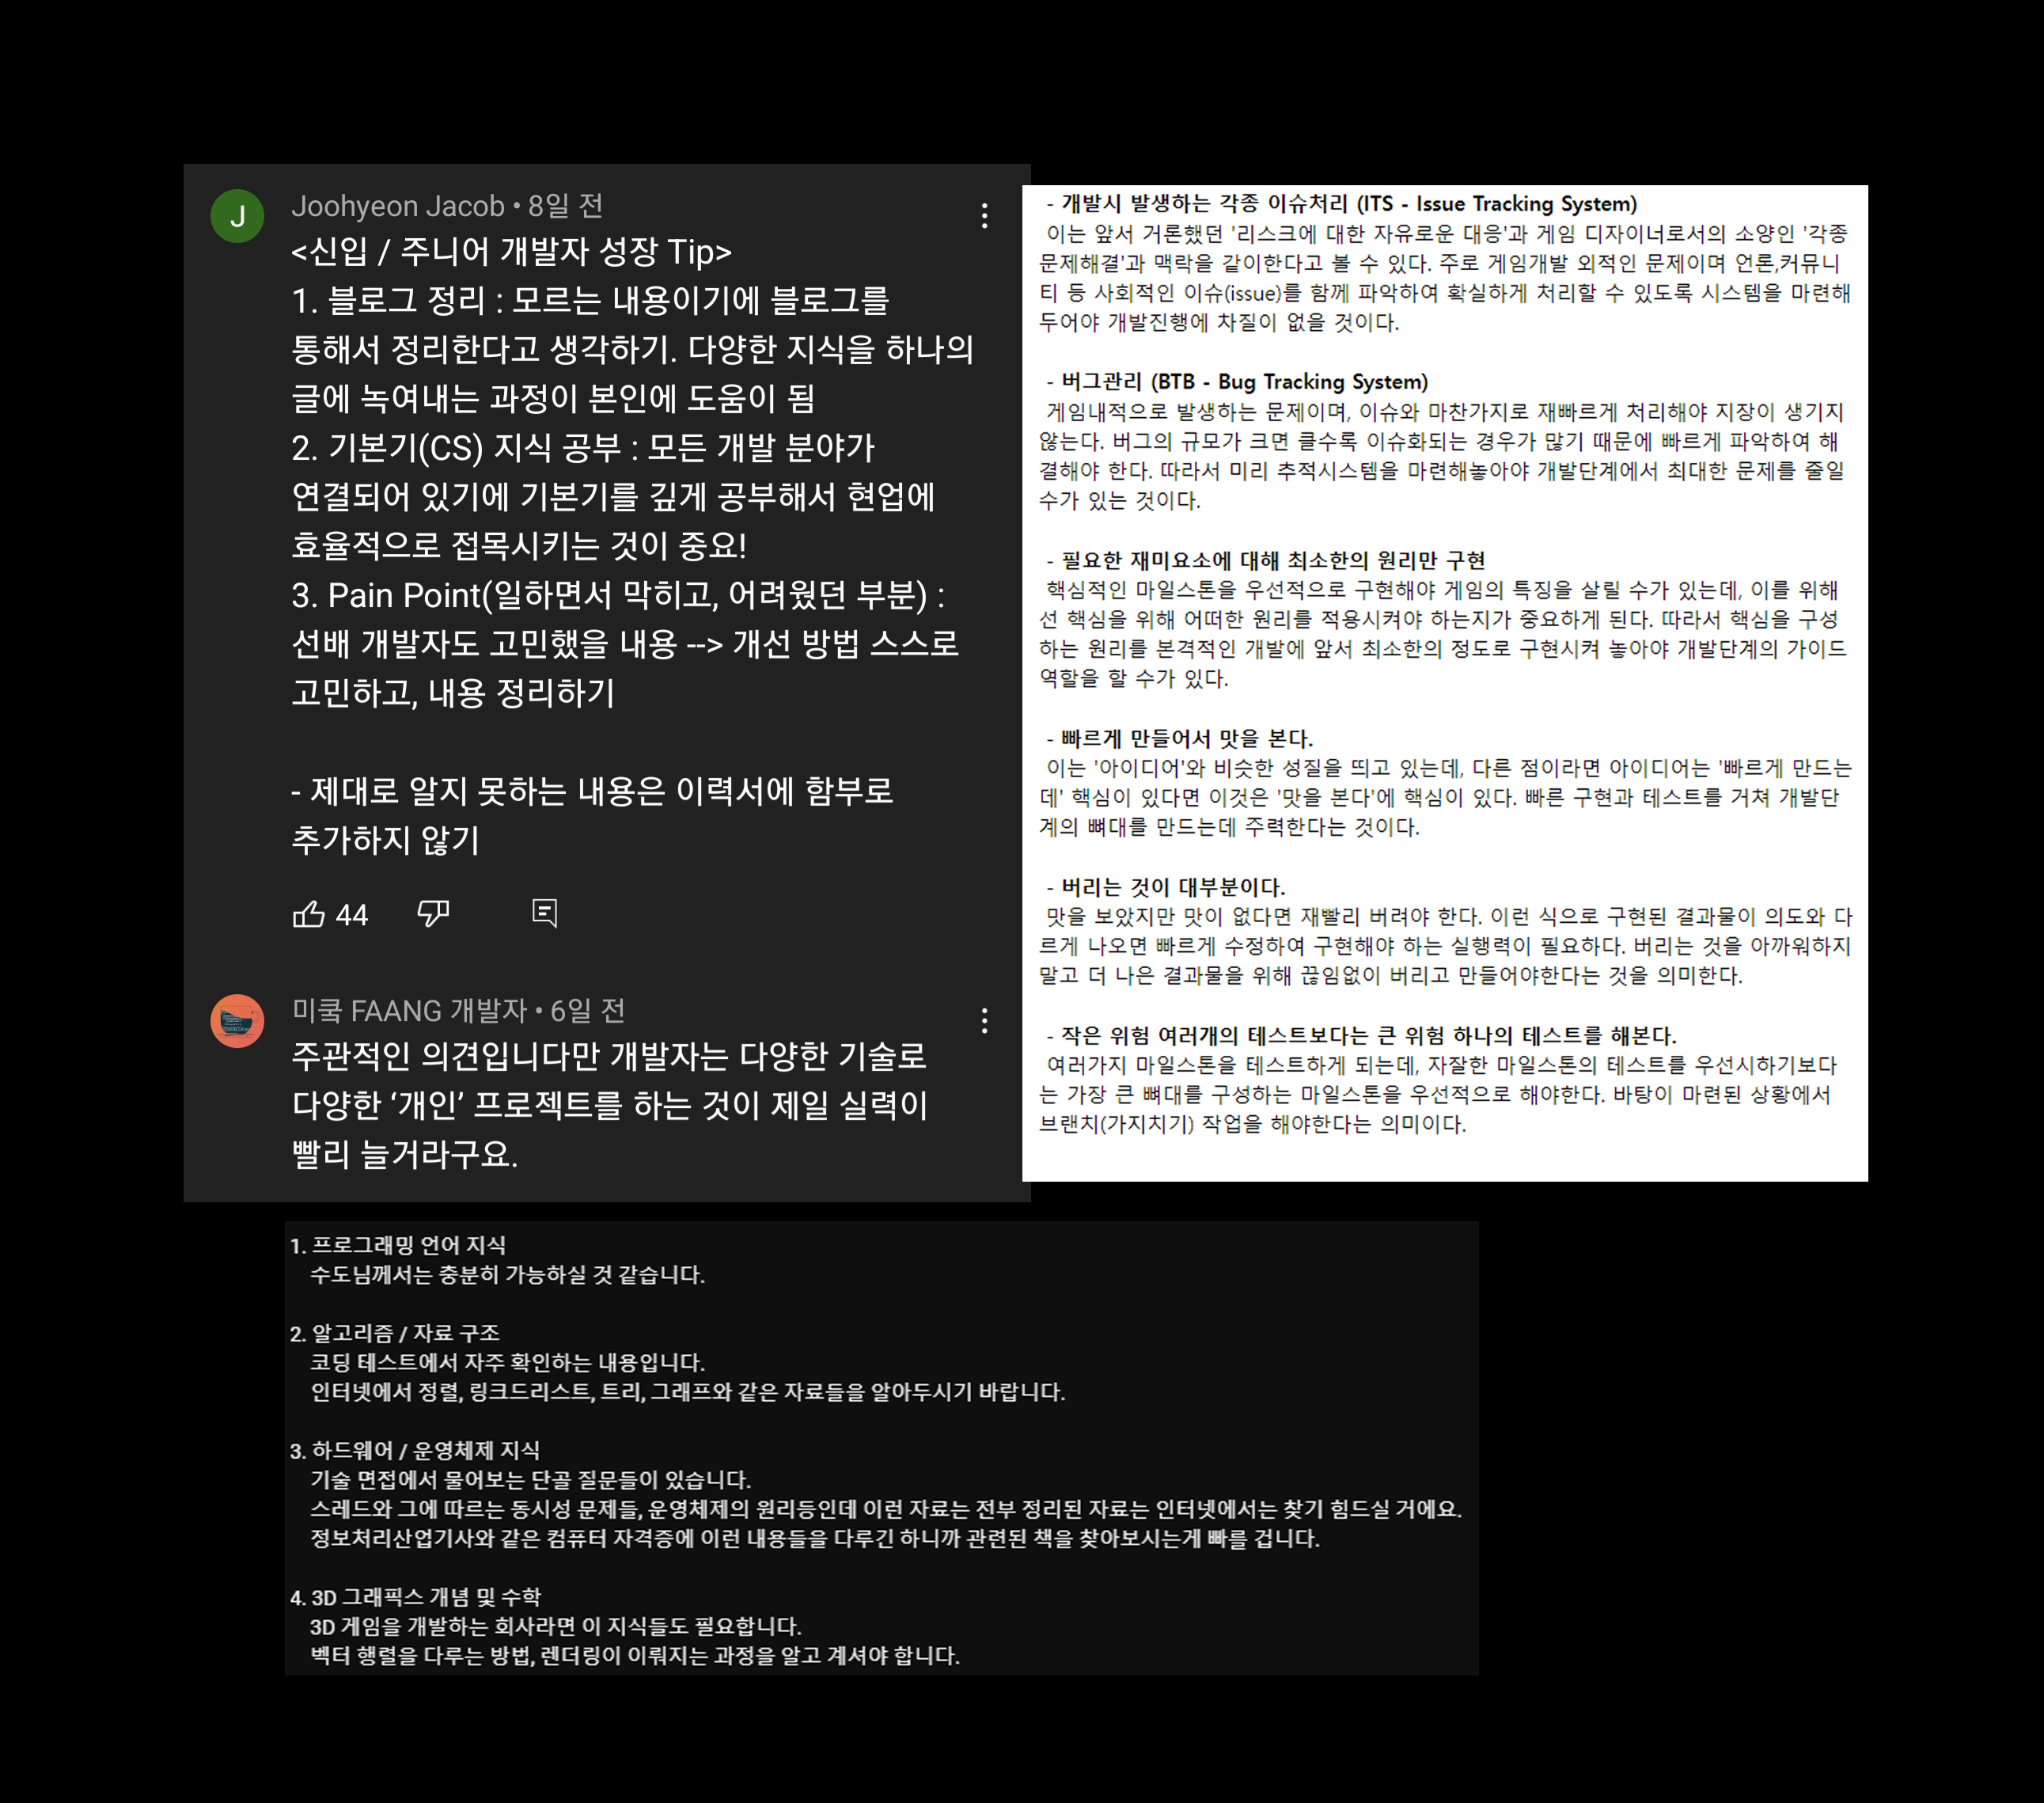 J
Joohyeon Jacob • 8일 전
<신입 / 주니어 개발자 성장 Tip>
1. 블로그 정리 : 모르는 내용이기에 블로그를
통해서 정리한다고 생각하기. 다양한 지식을 하나의
글에 녹여내는 과정이 본인에 도움이 됨
2. 기본기(CS) 지식 공부 : 모든 개발 분야가
연결되어 있기에 기본기를 깊게 공부해서 현업에
효율적으로 접목시키는 것이 중요!
3. Pain Point(일하면서 막히고, 어려웠던 부분) :
선배 개발자도 고민했을 내용 --> 개선 방법 스스로
고민하고, 내용 정리하기
- 제대로 알지 못하는 내용은 이력서에 함부로
추가하지 않기
44
미쿸 FAANG 개발자 • 6일 전
주관적인 의견입니다만 개발자는 다양한 기술로
다양한 ‘개인’ 프로젝트를 하는 것이 제일 실력이
빨리 늘거라구요.
- 개발시 발생하는 각종 이슈처리 (ITS - Issue Tracking System)
이는 앞서 거론했던 '리스크에 대한 자유로운 대응'과 게임 디자이너로서의 소양인 '각종
문제해결'과 맥락을 같이한다고 볼 수 있다. 주로 게임개발 외적인 문제이며 언론,커뮤니
티 등 사회적인 이슈(issue)를 함께 파악하여 확실하게 처리할 수 있도록 시스템을 마련해
두어야 개발진행에 차질이 없을 것이다.
- 버그관리 (BTB - Bug Tracking System)
게임내적으로 발생하는 문제이며, 이슈와 마찬가지로 재빠르게 처리해야 지장이 생기지
않는다. 버그의 규모가 크면 클수록 이슈화되는 경우가 많기 때문에 빠르게 파악하여 해
결해야 한다. 따라서 미리 추적시스템을 마련해놓아야 개발단계에서 최대한 문제를 줄일
수가 있는 것이다.
- 필요한 재미요소에 대해 최소한의 원리만 구현
핵심적인 마일스톤을 우선적으로 구현해야 게임의 특징을 살릴 수가 있는데, 이를 위해
선 핵심을 위해 어떠한 원리를 적용시켜야 하는지가 중요하게 된다. 따라서 핵심을 구성
하는 원리를 본격적인 개발에 앞서 최소한의 정도로 구현시켜 놓아야 개발단계의 가이드
역할을 할 수가 있다.
- 빠르게 만들어서 맛을 본다.
이는 '아이디어'와 비슷한 성질을 띄고 있는데, 다른 점이라면 아이디어는 '빠르게 만드는
데' 핵심이 있다면 이것은 '맛을 본다'에 핵심이 있다. 빠른 구현과 테스트를 거쳐 개발단
계의 뼈대를 만드는데 주력한다는 것이다.
- 버리는 것이 대부분이다.
맛을 보았지만 맛이 없다면 재빨리 버려야 한다. 이런 식으로 구현된 결과물이 의도와 다
르게 나오면 빠르게 수정하여 구현해야 하는 실행력이 필요하다. 버리는 것을 아까워하지
말고 더 나은 결과물을 위해 끊임없이 버리고 만들어야한다는 것을 의미한다.
- 작은 위험 여러개의 테스트보다는 큰 위험 하나의 테스트를 해본다.
여러가지 마일스톤을 테스트하게 되는데, 자잘한 마일스톤의 테스트를 우선시하기보다
는 가장 큰 뼈대를 구성하는 마일스톤을 우선적으로 해야한다. 바탕이 마련된 상황에서
브랜치(가지치기) 작업을 해야한다는 의미이다.
1. 프로그래밍 언어 지식
수도님께서는 충분히 가능하실 것 같습니다.
2. 알고리즘 / 자료 구조
코딩 테스트에서 자주 확인하는 내용입니다.
인터넷에서 정렬, 링크드리스트, 트리, 그래프와 같은 자료들을 알아두시기 바랍니다.
3. 하드웨어 / 운영체제 지식
기술 면접에서 물어보는 단골 질문들이 있습니다.
스레드와 그에 따르는 동시성 문제들, 운영체제의 원리등인데 이런 자료는 전부 정리된 자료는 인터넷에서는 찾기 힘드실 거에요.
정보처리산업기사와 같은 컴퓨터 자격증에 이런 내용들을 다루긴 하니까 관련된 책을 찾아보시는게 빠를 겁니다.
4. 3D 그래픽스 개념 및 수학
3D 게임을 개발하는 회사라면 이 지식들도 필요합니다.
벡터 행렬을 다루는 방법, 렌더링이 이뤄지는 과정을 알고 계셔야 합니다.